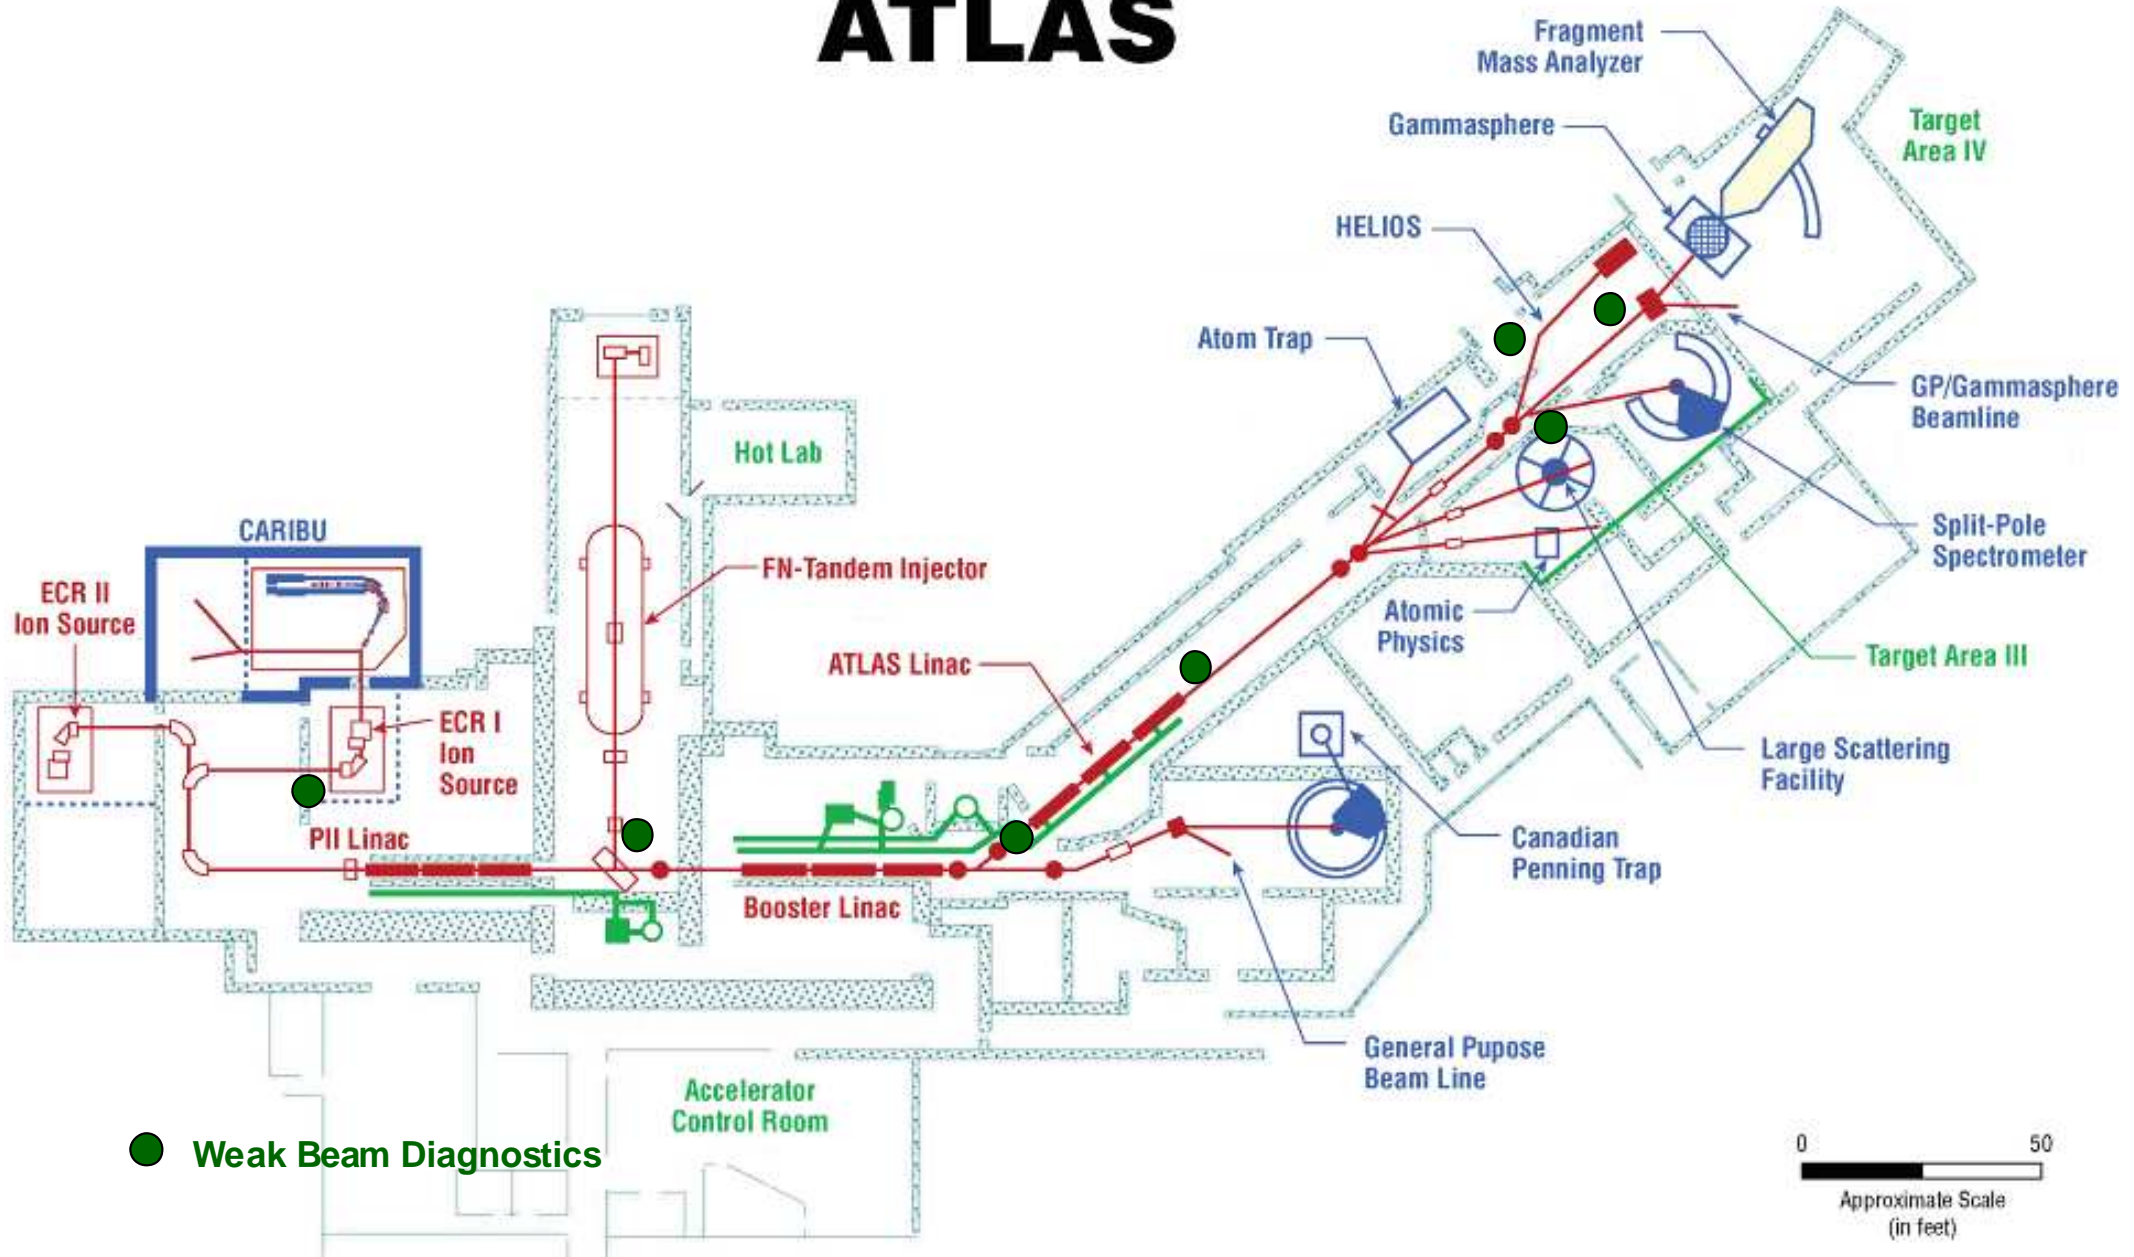 ATLAS
Fragment
Mass Analyzer
Gammasphere
Target
Area IV
HELIOS
Atom Trap
GP/Gammasphere
Beamline
Hot Lab
CARIBU
Split-Pole
Spectrometer
FN-Tandem Injector
ECR II
Ion Source
Atomic
Physics
ATLAS Linac
Target Area III
ECR I
Ion
Source
Large Scattering
Facility
PII Linac
Canadian
Penning Trap
Booster Linac
General Pupose
Beam Line
Accelerator
Control Room
Weak Beam Diagnostics
0 50
Approximate Scale
(in feet)